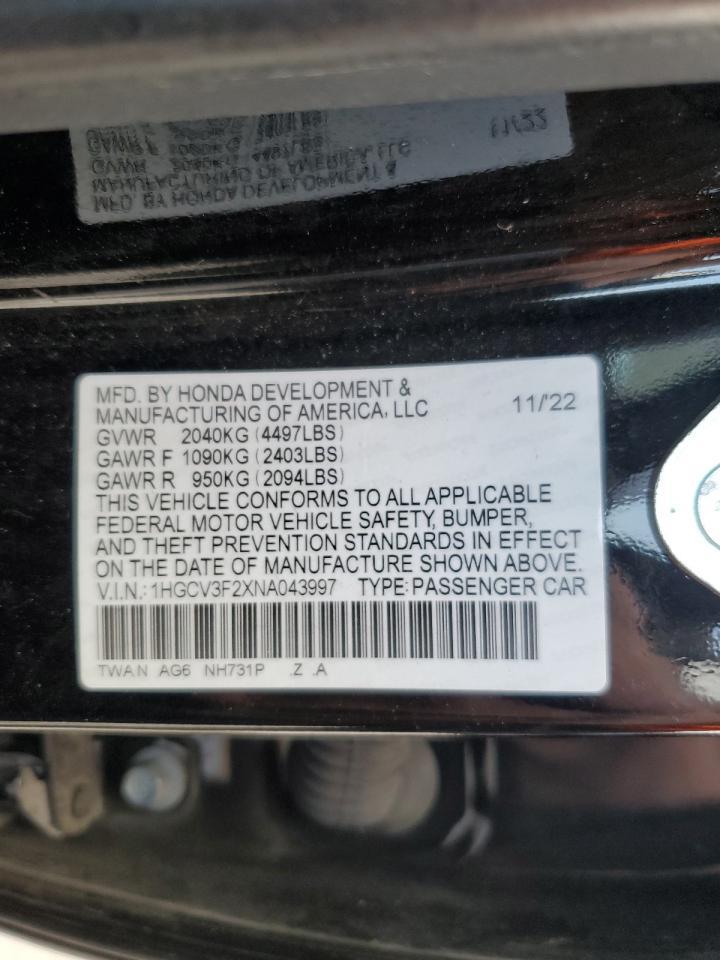 MFD. BY HONDA DEVELOPMENT &
MANUFACTURING OF AMERICA, LLC 11/'22
GVWR 2040KG (4497LBS)
GAWR F 1090KG (2403LBS)
GAWR R 950KG (2094LBS)
THIS VEHICLE CONFORMS TO ALL APPLICABLE
FEDERAL MOTOR VEHICLE SAFETY, BUMPER,
AND THEFT PREVENTION STANDARDS IN EFFECT
ON THE DATE OF MANUFACTURE SHOWN ABOVE.
V.I.N.: 1HGCV3F2XNA043997 TYPE: PASSENGER CAR
TWA N AG6 NH731P .Z .A